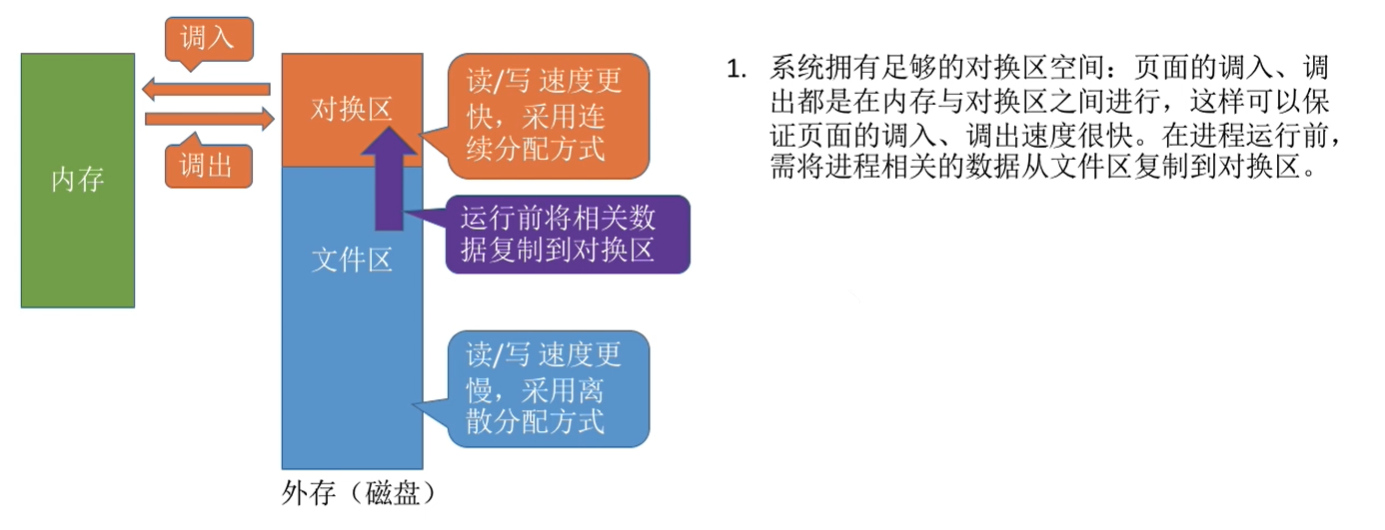 调入
对换区
读/写 速度更
快，采用连
续分配方式
调出
内存
运行前将相关数
据复制到对换区
文件区
读/写 速度更
慢，采用离
散分配方式
外存（磁盘）
1. 系统拥有足够的对换区空间：页面的调入、调
出都是在内存与对换区之间进行，这样可以保
证页面的调入、调出速度很快。在进程运行前，
需将进程相关的数据从文件区复制到对换区。